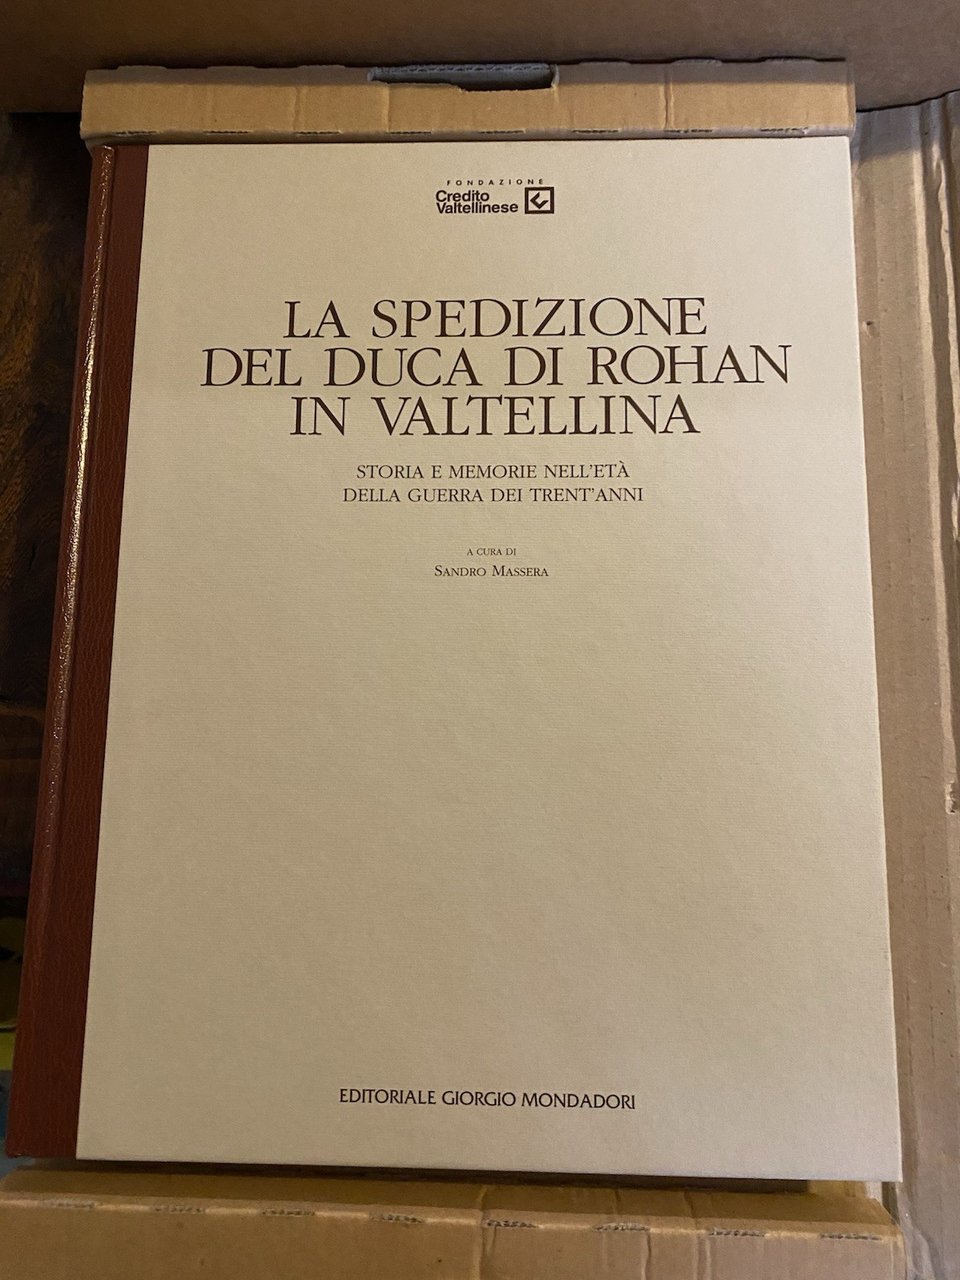 FONDAZIONE
Credito
Valtellinese
LA SPEDIZIONE
DEL DUCA DI ROHAN
IN VALTELLINA
STORIA E MEMORIE NELL'ETÀ
DELLA GUERRA DEI TRENT'ANNI
A CURA DI
SANDRO MASSERA
EDITORIALE GIORGIO MONDADORI